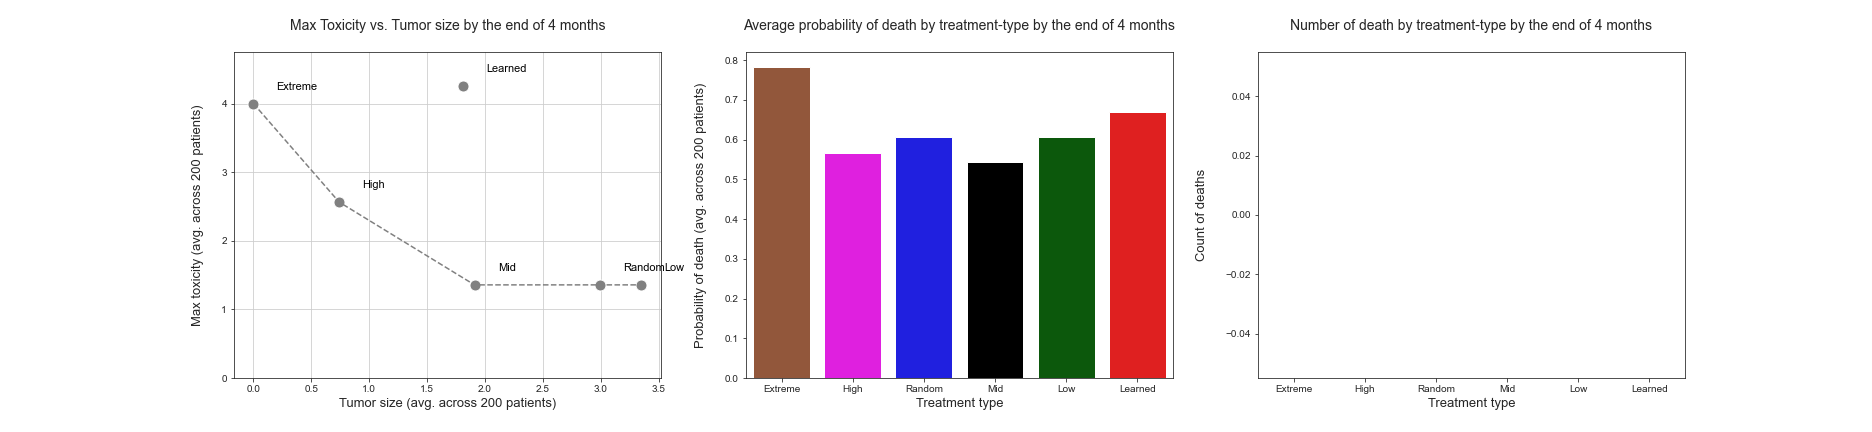 Max Toxicity vs. Tumor size by the end of 4 months
Max toxicity (avg. across 200 patients)
4
3
2
1
0
Extreme
Learned
High
Mid
RandomLow
0.0 0.5 1.0 1.5 2.0 2.5 3.0 3.5
Tumor size (avg. across 200 patients)
Average probability of death by treatment-type by the end of 4 months
Probability of death (avg. across 200 patients)
0.8
0.7
0.6
0.5
0.4
0.3
0.2
0.1
0.0
Extreme High Random Mid Low Learned
Treatment type
Number of death by treatment-type by the end of 4 months
Count of deaths
0.04
0.02
0.00
−0.02
−0.04
Extreme High Random Mid Low Learned
Treatment type